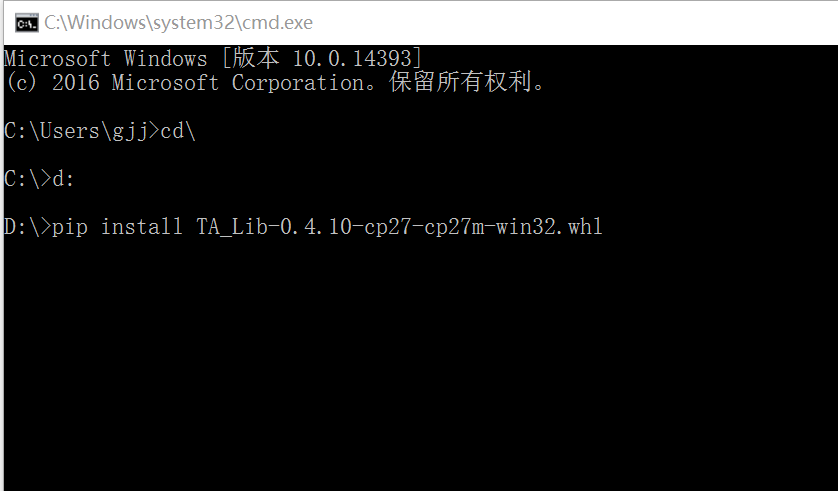 C:\Windows\system32\cmd.exe
Microsoft Windows [版本 10.0.14393]
(c) 2016 Microsoft Corporation。保留所有权利。
C:\Users\gjj>cd\
C:\>d:
D:\>pip install TA_Lib-0.4.10-cp27-cp27m-win32.whl